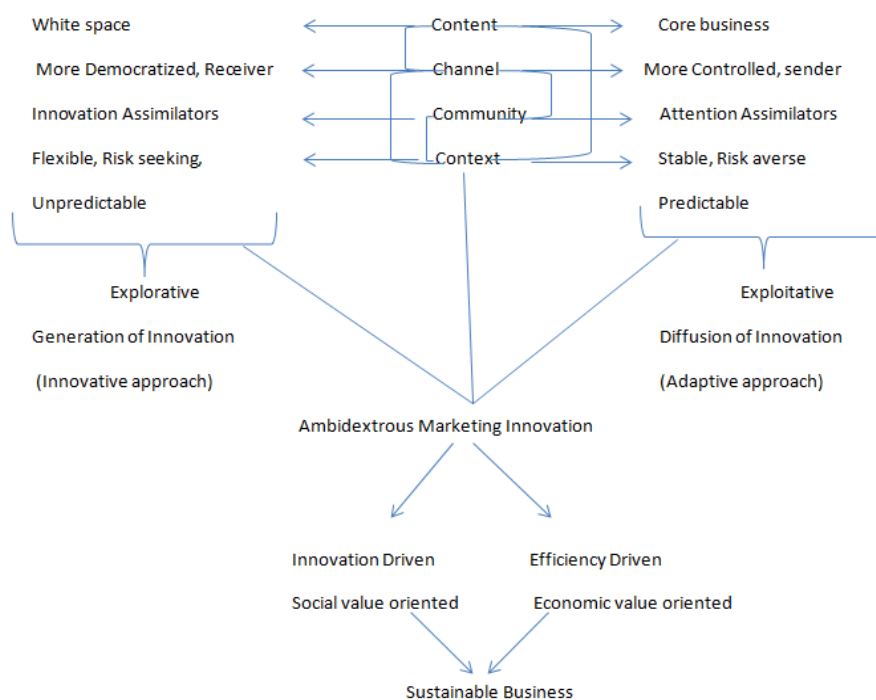 White space Content Core business
More Democratized, Receiver Channel More Controlled, sender
Innovation Assimilators Community Attention Assimilators
Flexible, Risk seeking, Context Stable, Risk averse
Unpredictable Predictable
Explorative Exploitative
Generation of Innovation Diffusion of Innovation
(Innovative approach) (Adaptive approach)
Ambidextrous Marketing Innovation
Innovation Driven Efficiency Driven
Social value oriented Economic value oriented
Sustainable Business